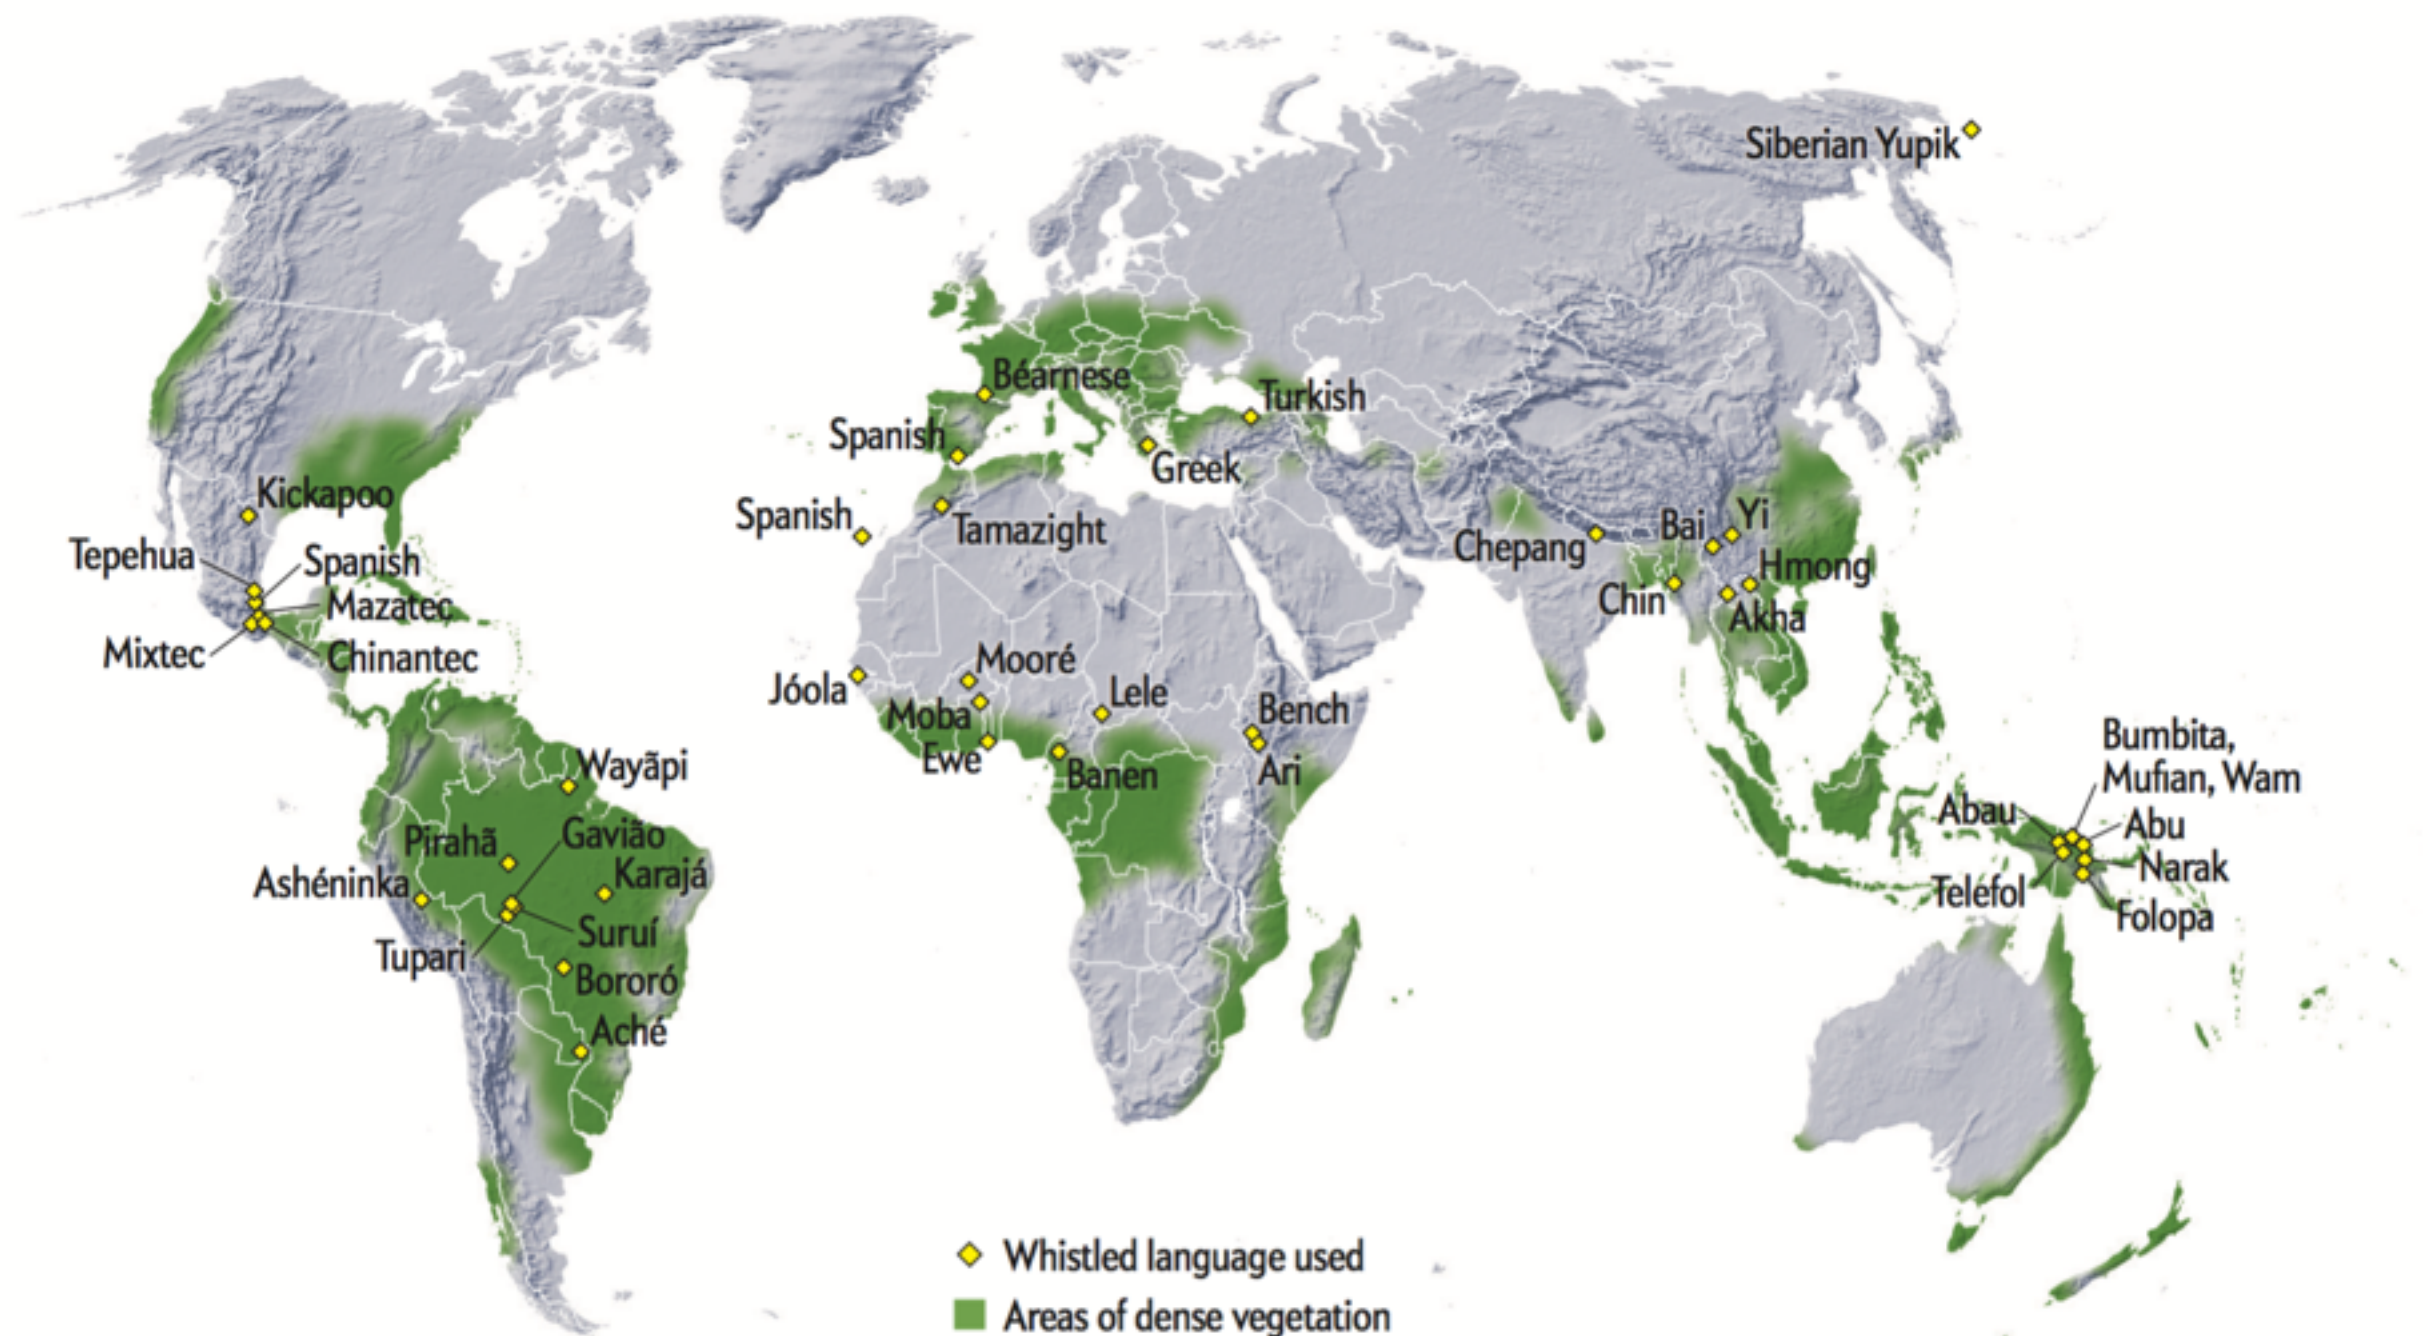 Siberian Yupik
Béarnese
Turkish
Spanish
Greek
Kickapoo
Spanish
Tamazight
Tepehua
Spanish
Mazatec
Mixtec
Chinantec
Chepang
Bai
Yi
Hmong
Chin
Akha
Jóola
Mooré
Moba
Lele
Bench
Ewe
Banen
Ari
Wayãpi
Pirahã
Gavião
Karajá
Ashéninka
Suruí
Tupari
Bororó
Aché
Bumbita,
Mufian, Wam
Abau
Abu
Narak
Telefol
Folopa
Whistled language used
Areas of dense vegetation